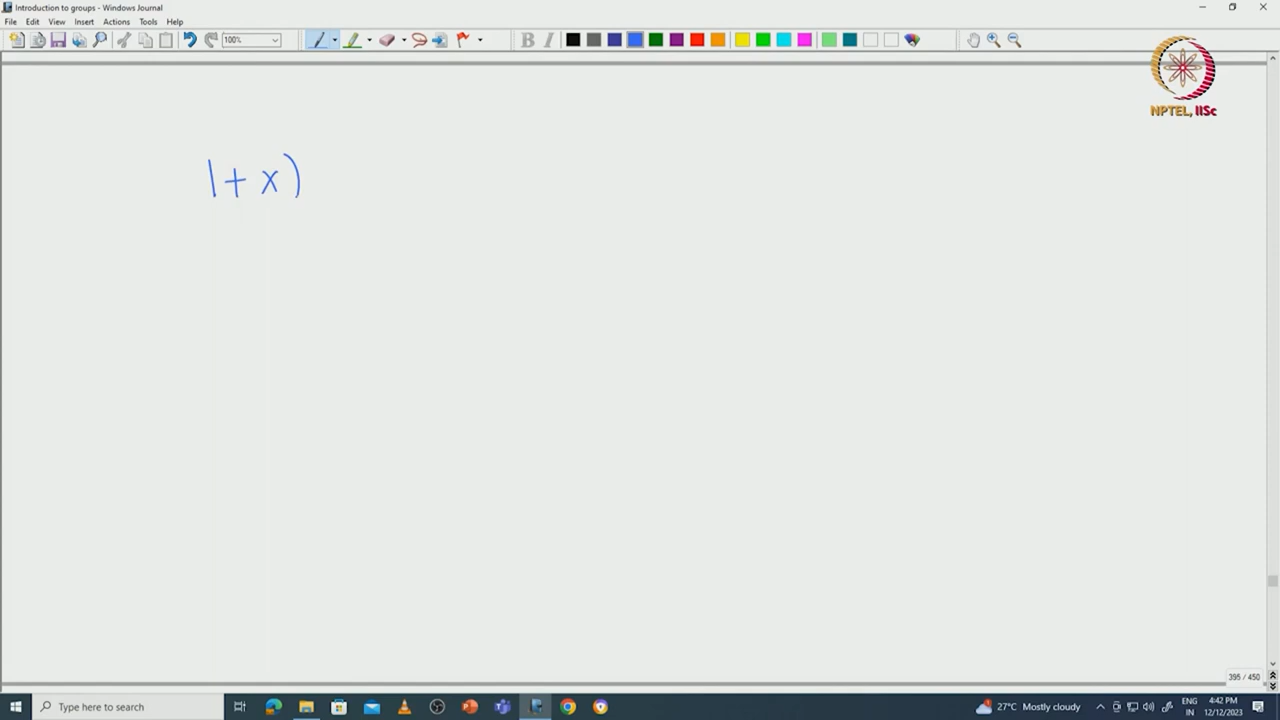 Introduction to groups - Windows Journal
File Edit View Insert Actions Tools Help
100%
B I
NPTEL, IISc
1+ x)
395 / 450
Type here to search
27°C Mostly cloudy
ENG
IN
4:42 PM
12/12/2023